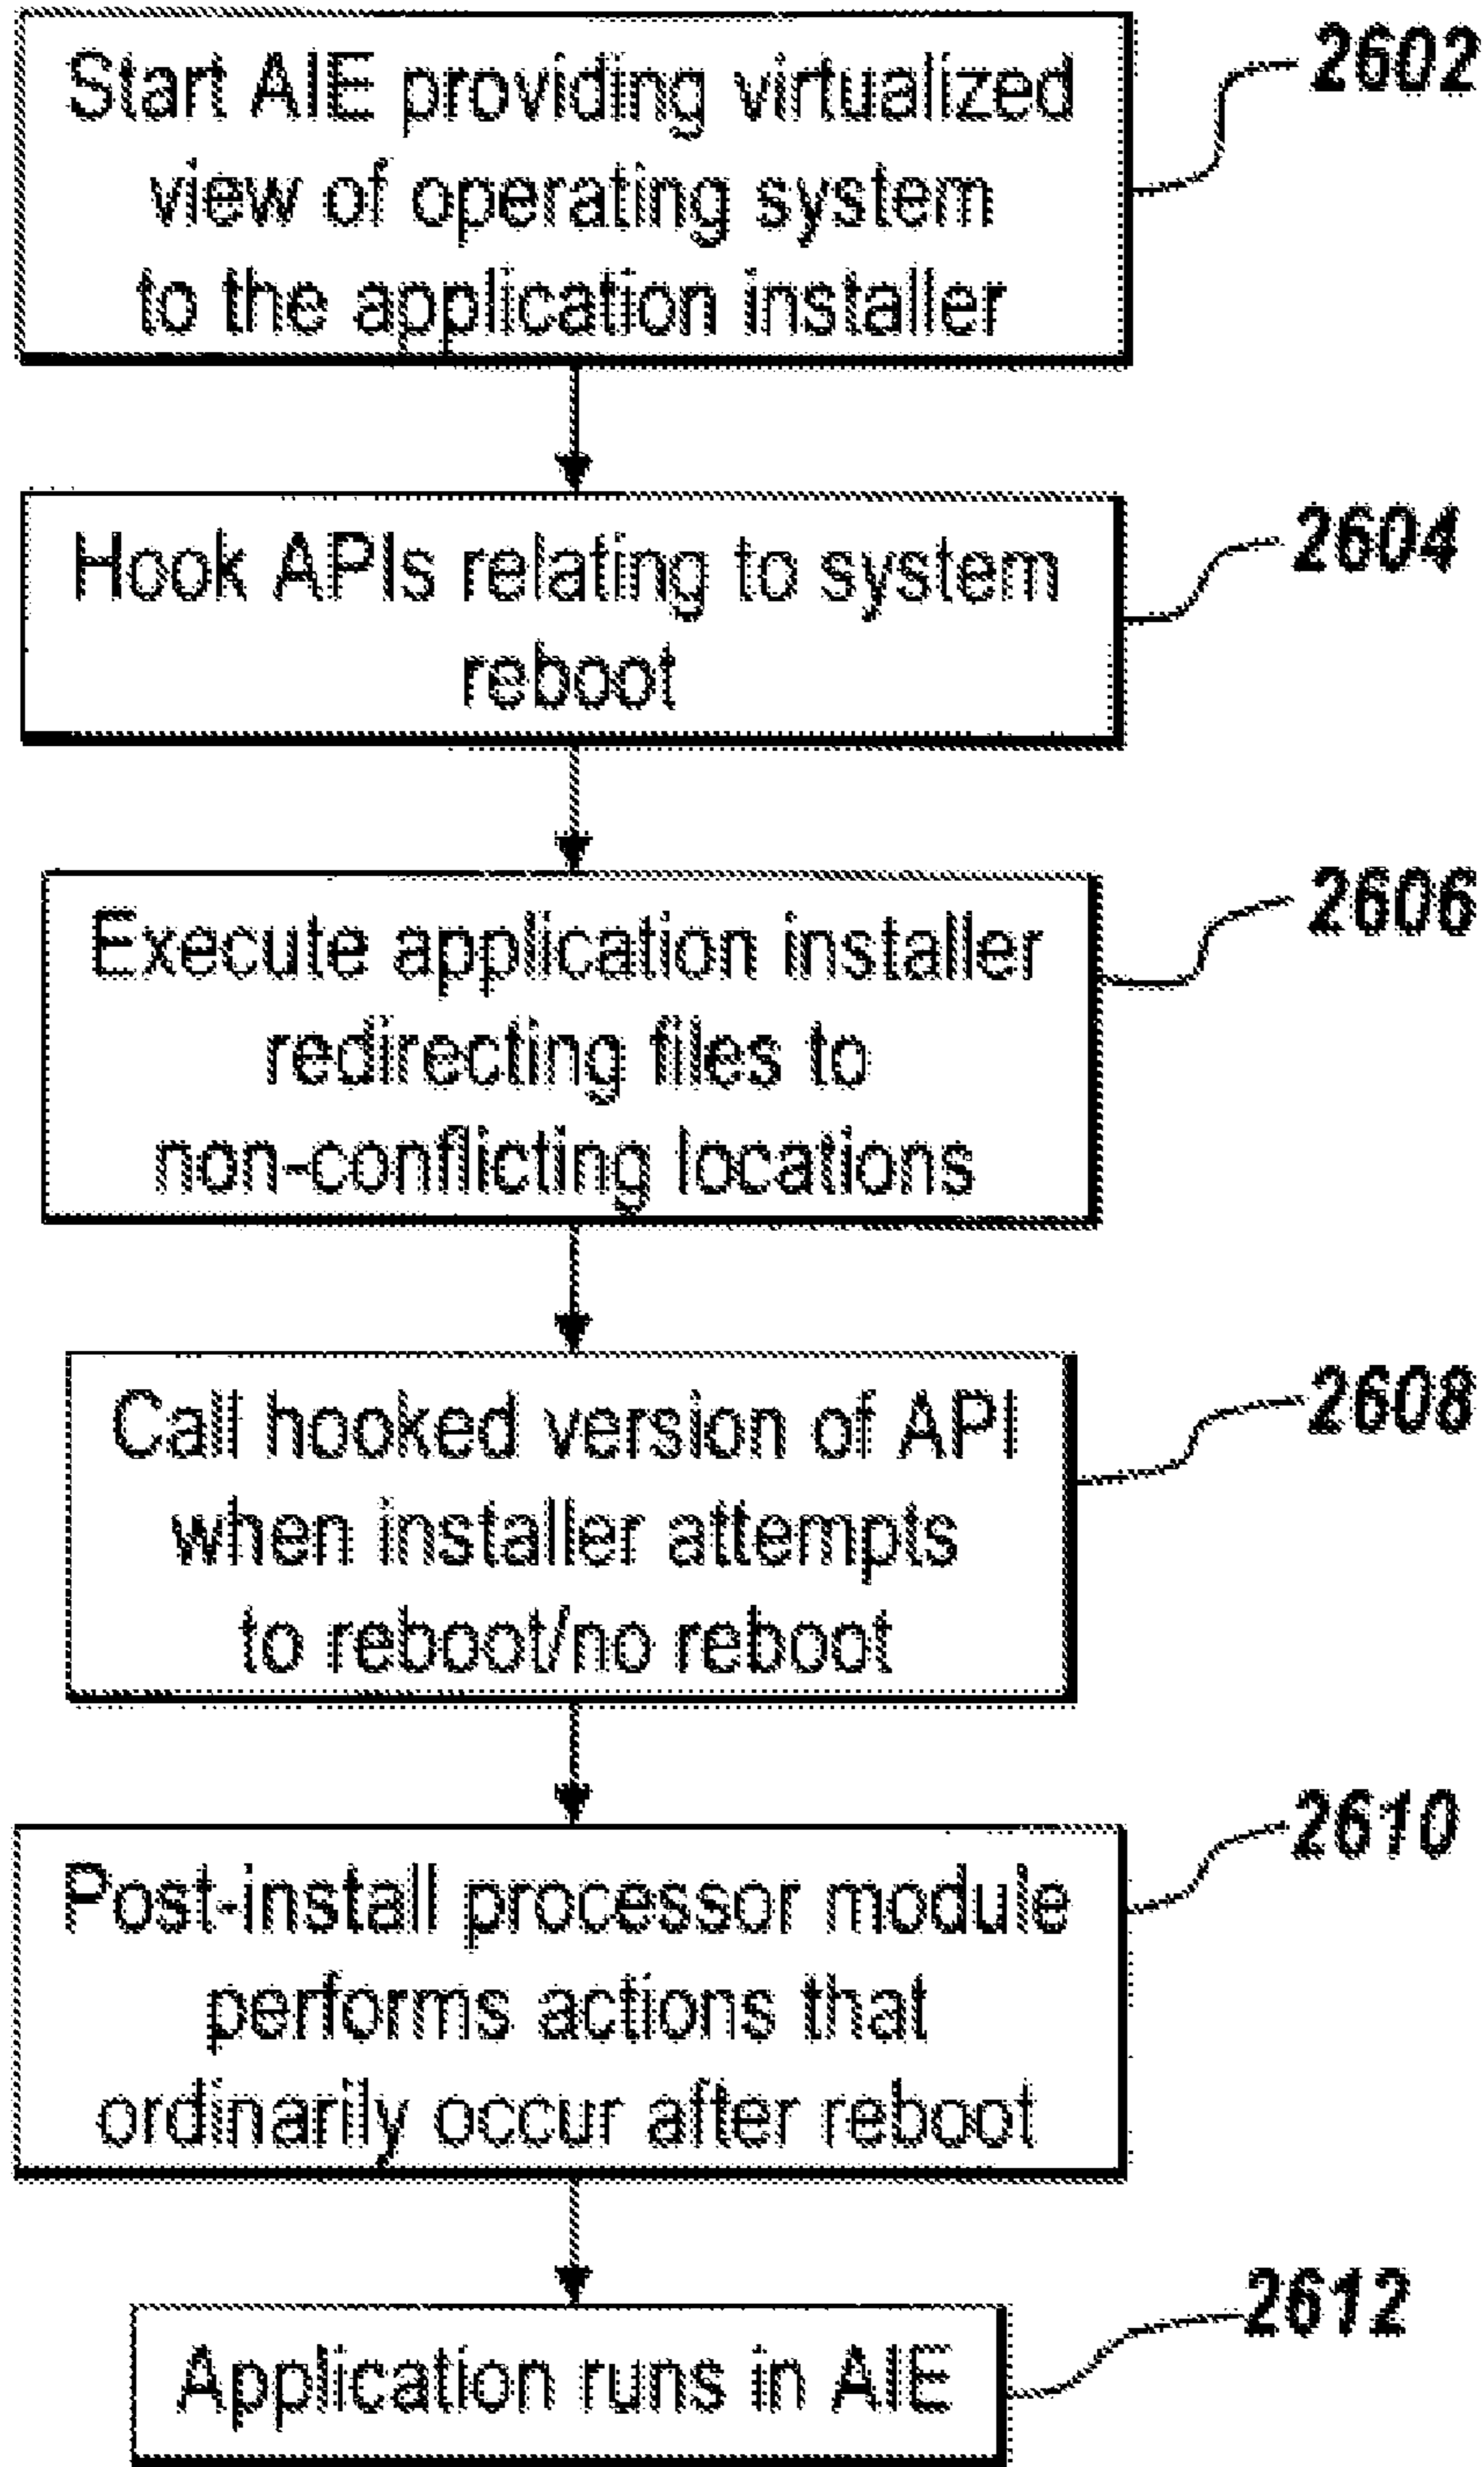 Start AIE providing virtualized
view of operating system
to the application installer
2602
Hook APIs relating to system
reboot
2604
Execute application installer
redirecting files to
non-conflicting locations
2606
Call hooked version of API
when installer attempts
to reboot/no reboot
2608
Post-install processor module
performs actions that
ordinarily occur after reboot
2610
Application runs in AIE
2612